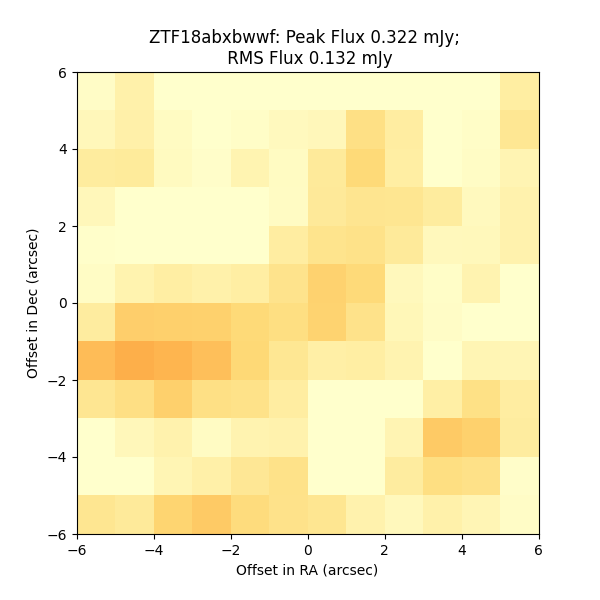 ZTF18abxbwwf: Peak Flux 0.322 mJy;
RMS Flux 0.132 mJy
6
4
2
0
−2
−4
−6
Offset in Dec (arcsec)
−6 −4 −2 0 2 4 6
Offset in RA (arcsec)